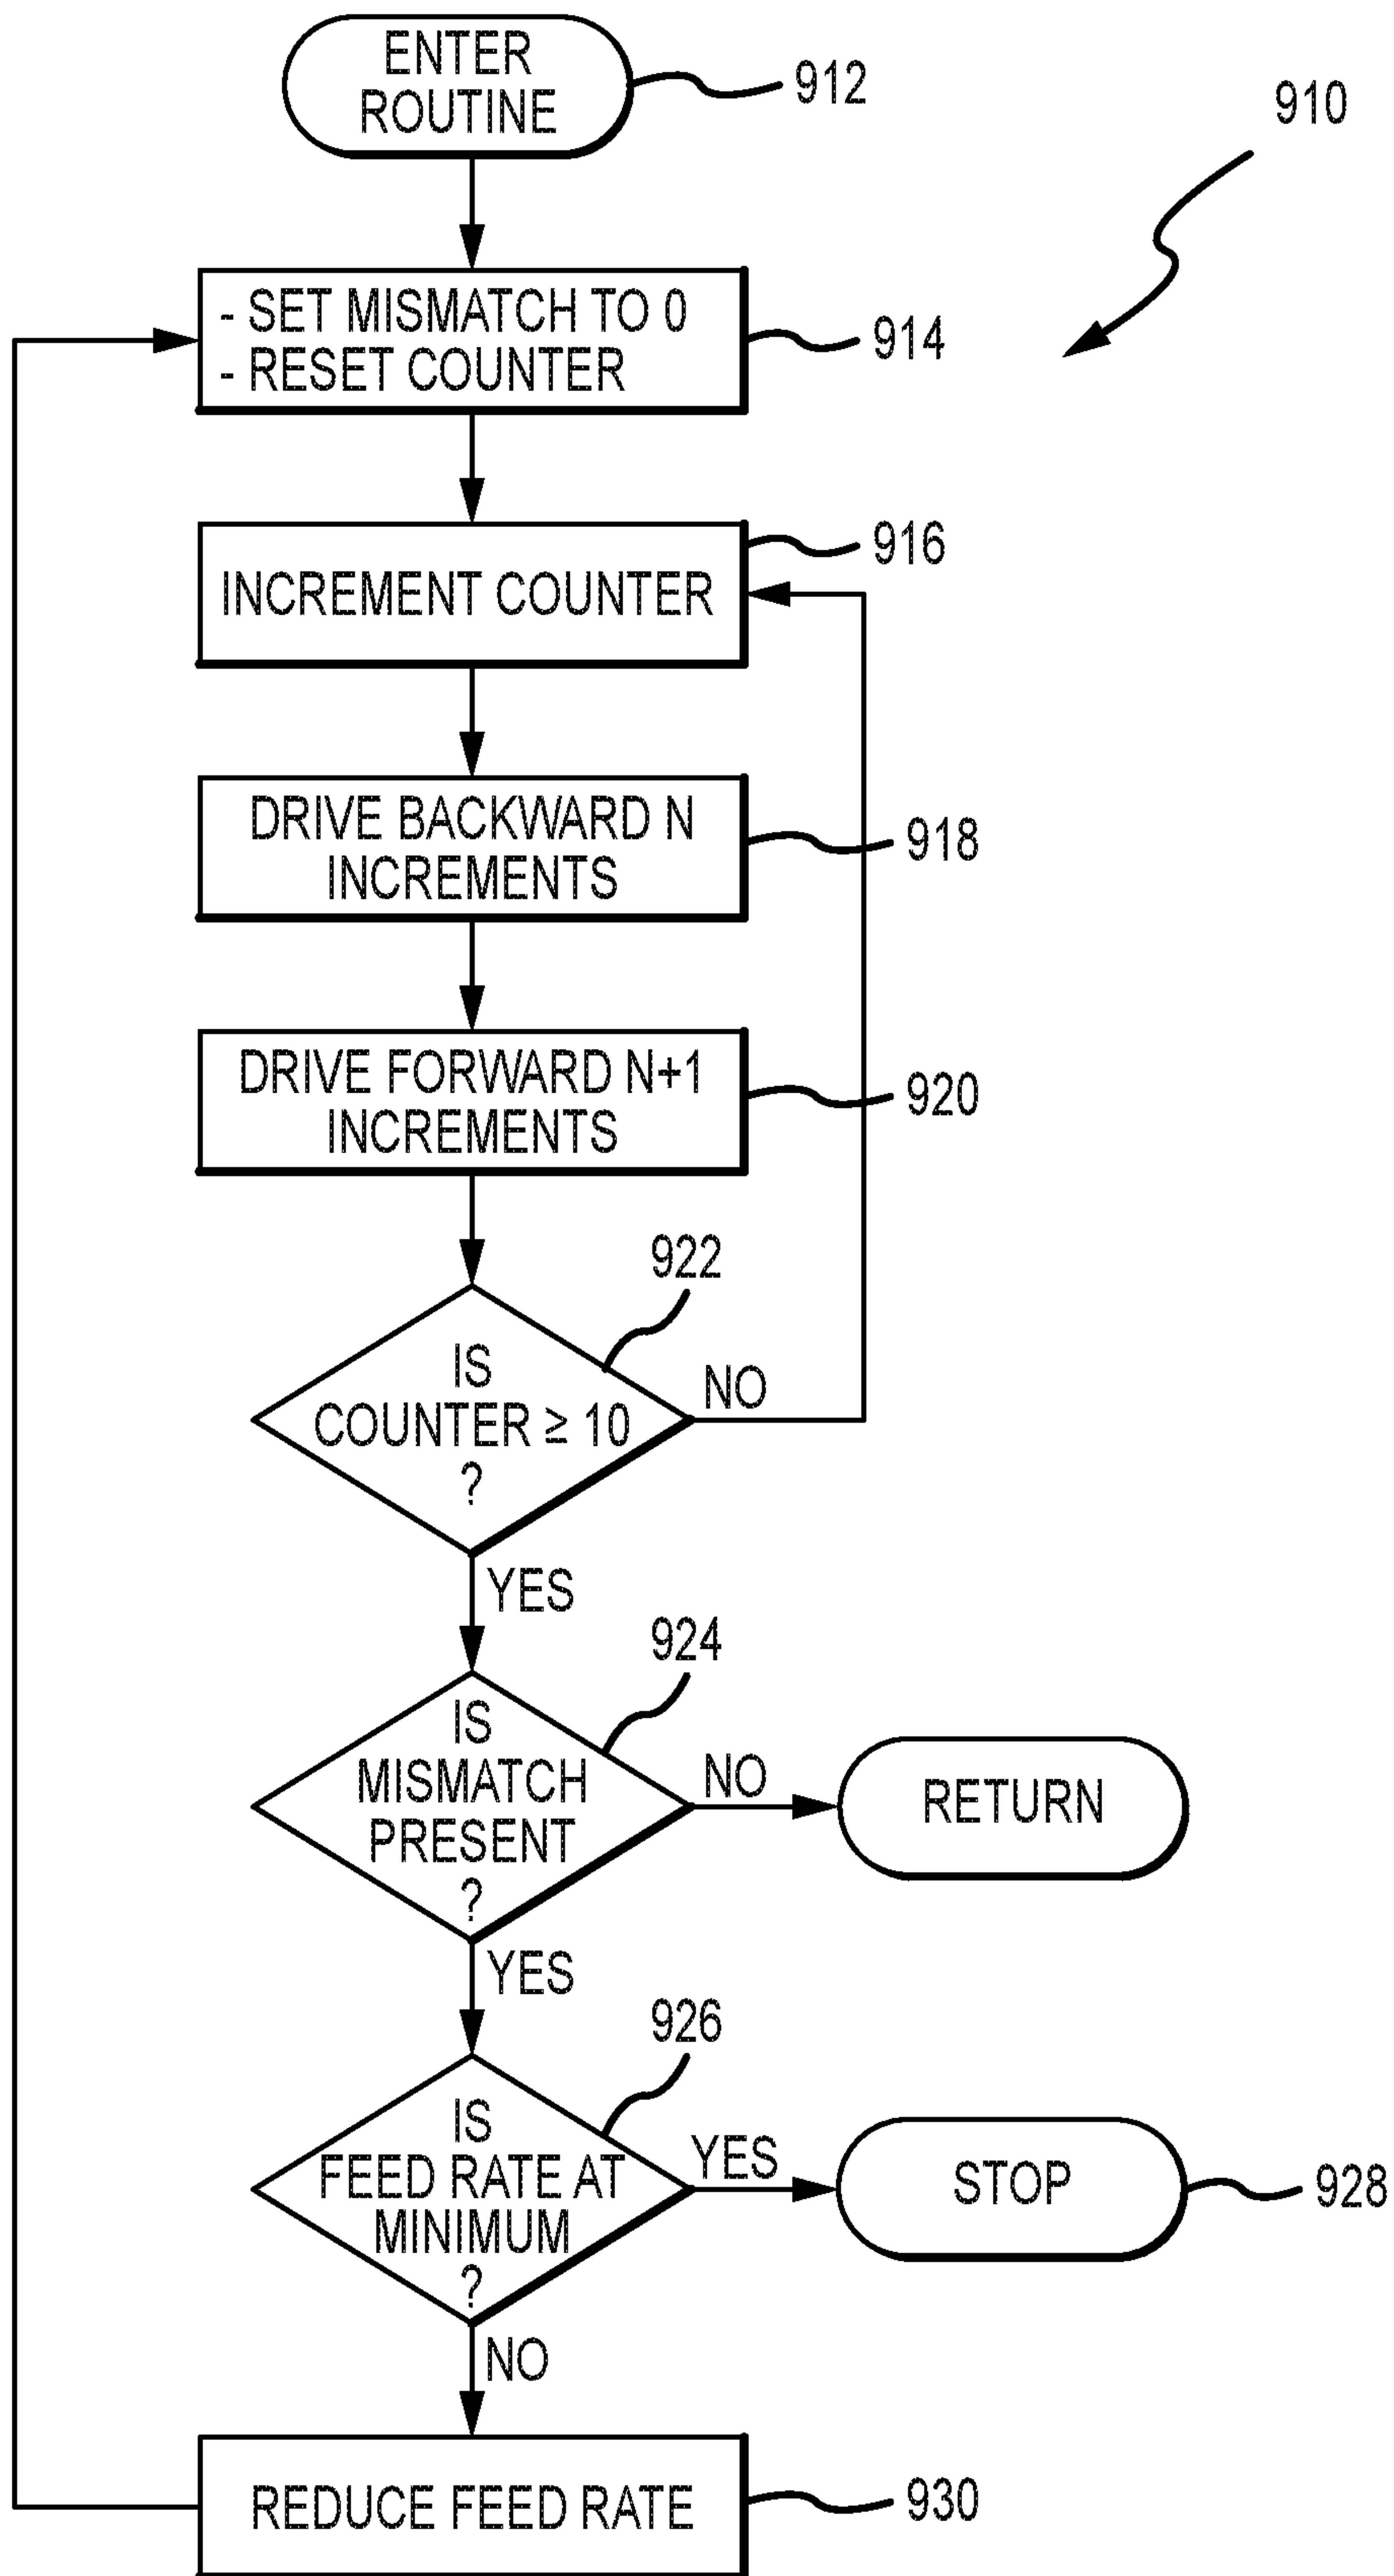 ENTER
ROUTINE
912
910
- SET MISMATCH TO 0
- RESET COUNTER
914
INCREMENT COUNTER
916
DRIVE BACKWARD N
INCREMENTS
918
DRIVE FORWARD N+1
INCREMENTS
920
922
IS
COUNTER ≥ 10
?
NO
YES
924
IS
MISMATCH
PRESENT
?
NO
RETURN
YES
926
IS
FEED RATE AT
MINIMUM
?
YES
STOP
928
NO
REDUCE FEED RATE
930